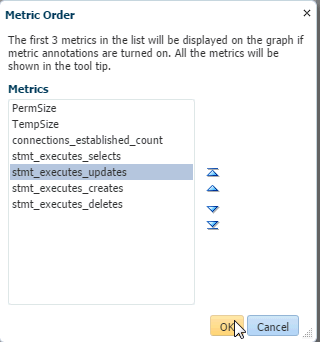 Metric Order
The first 3 metrics in the list will be displayed on the graph if
metric annotations are turned on. All the metrics will be
shown in the tool tip.
Metrics
PermSize
TempSize
connections_established_count
stmt_executes_selects
stmt_executes_updates
stmt_executes_creates
stmt_executes_deletes
OK Cancel